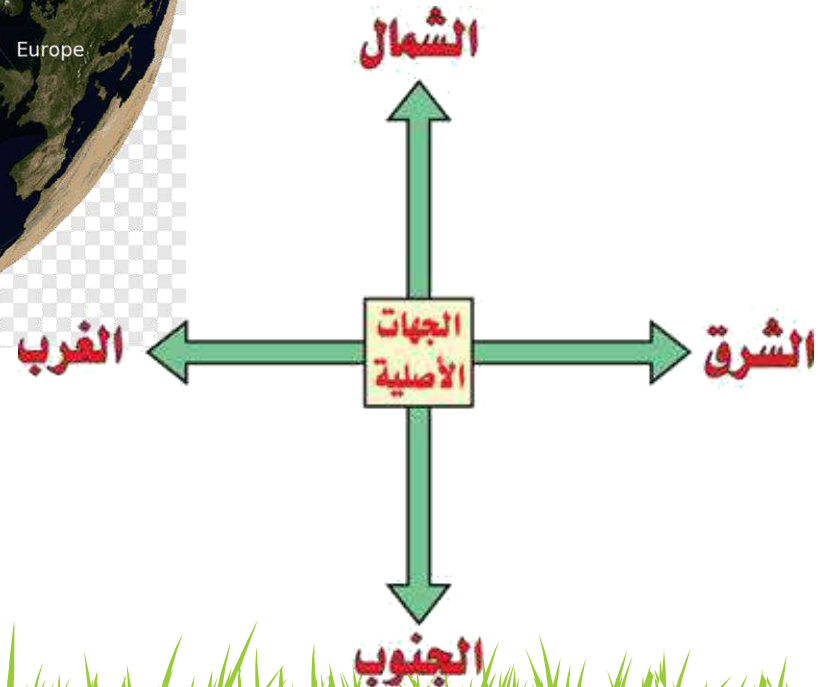 Europe
الشمال
الشرق
الجهات
الأصلية
الغرب
الجنوب